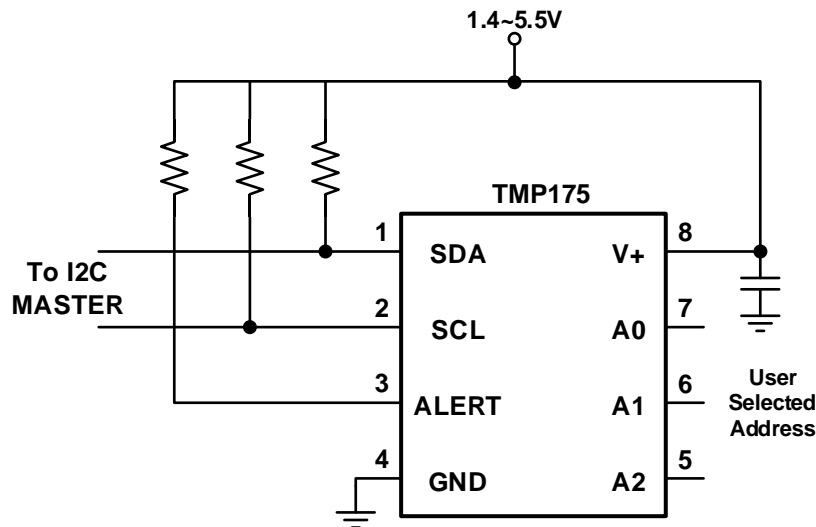 1.4~5.5V
TMP175
To I2C
MASTER
1
SDA
V+
8
2
SCL
A0
7
3
ALERT
A1
6
4
GND
A2
5
User
Selected
Address